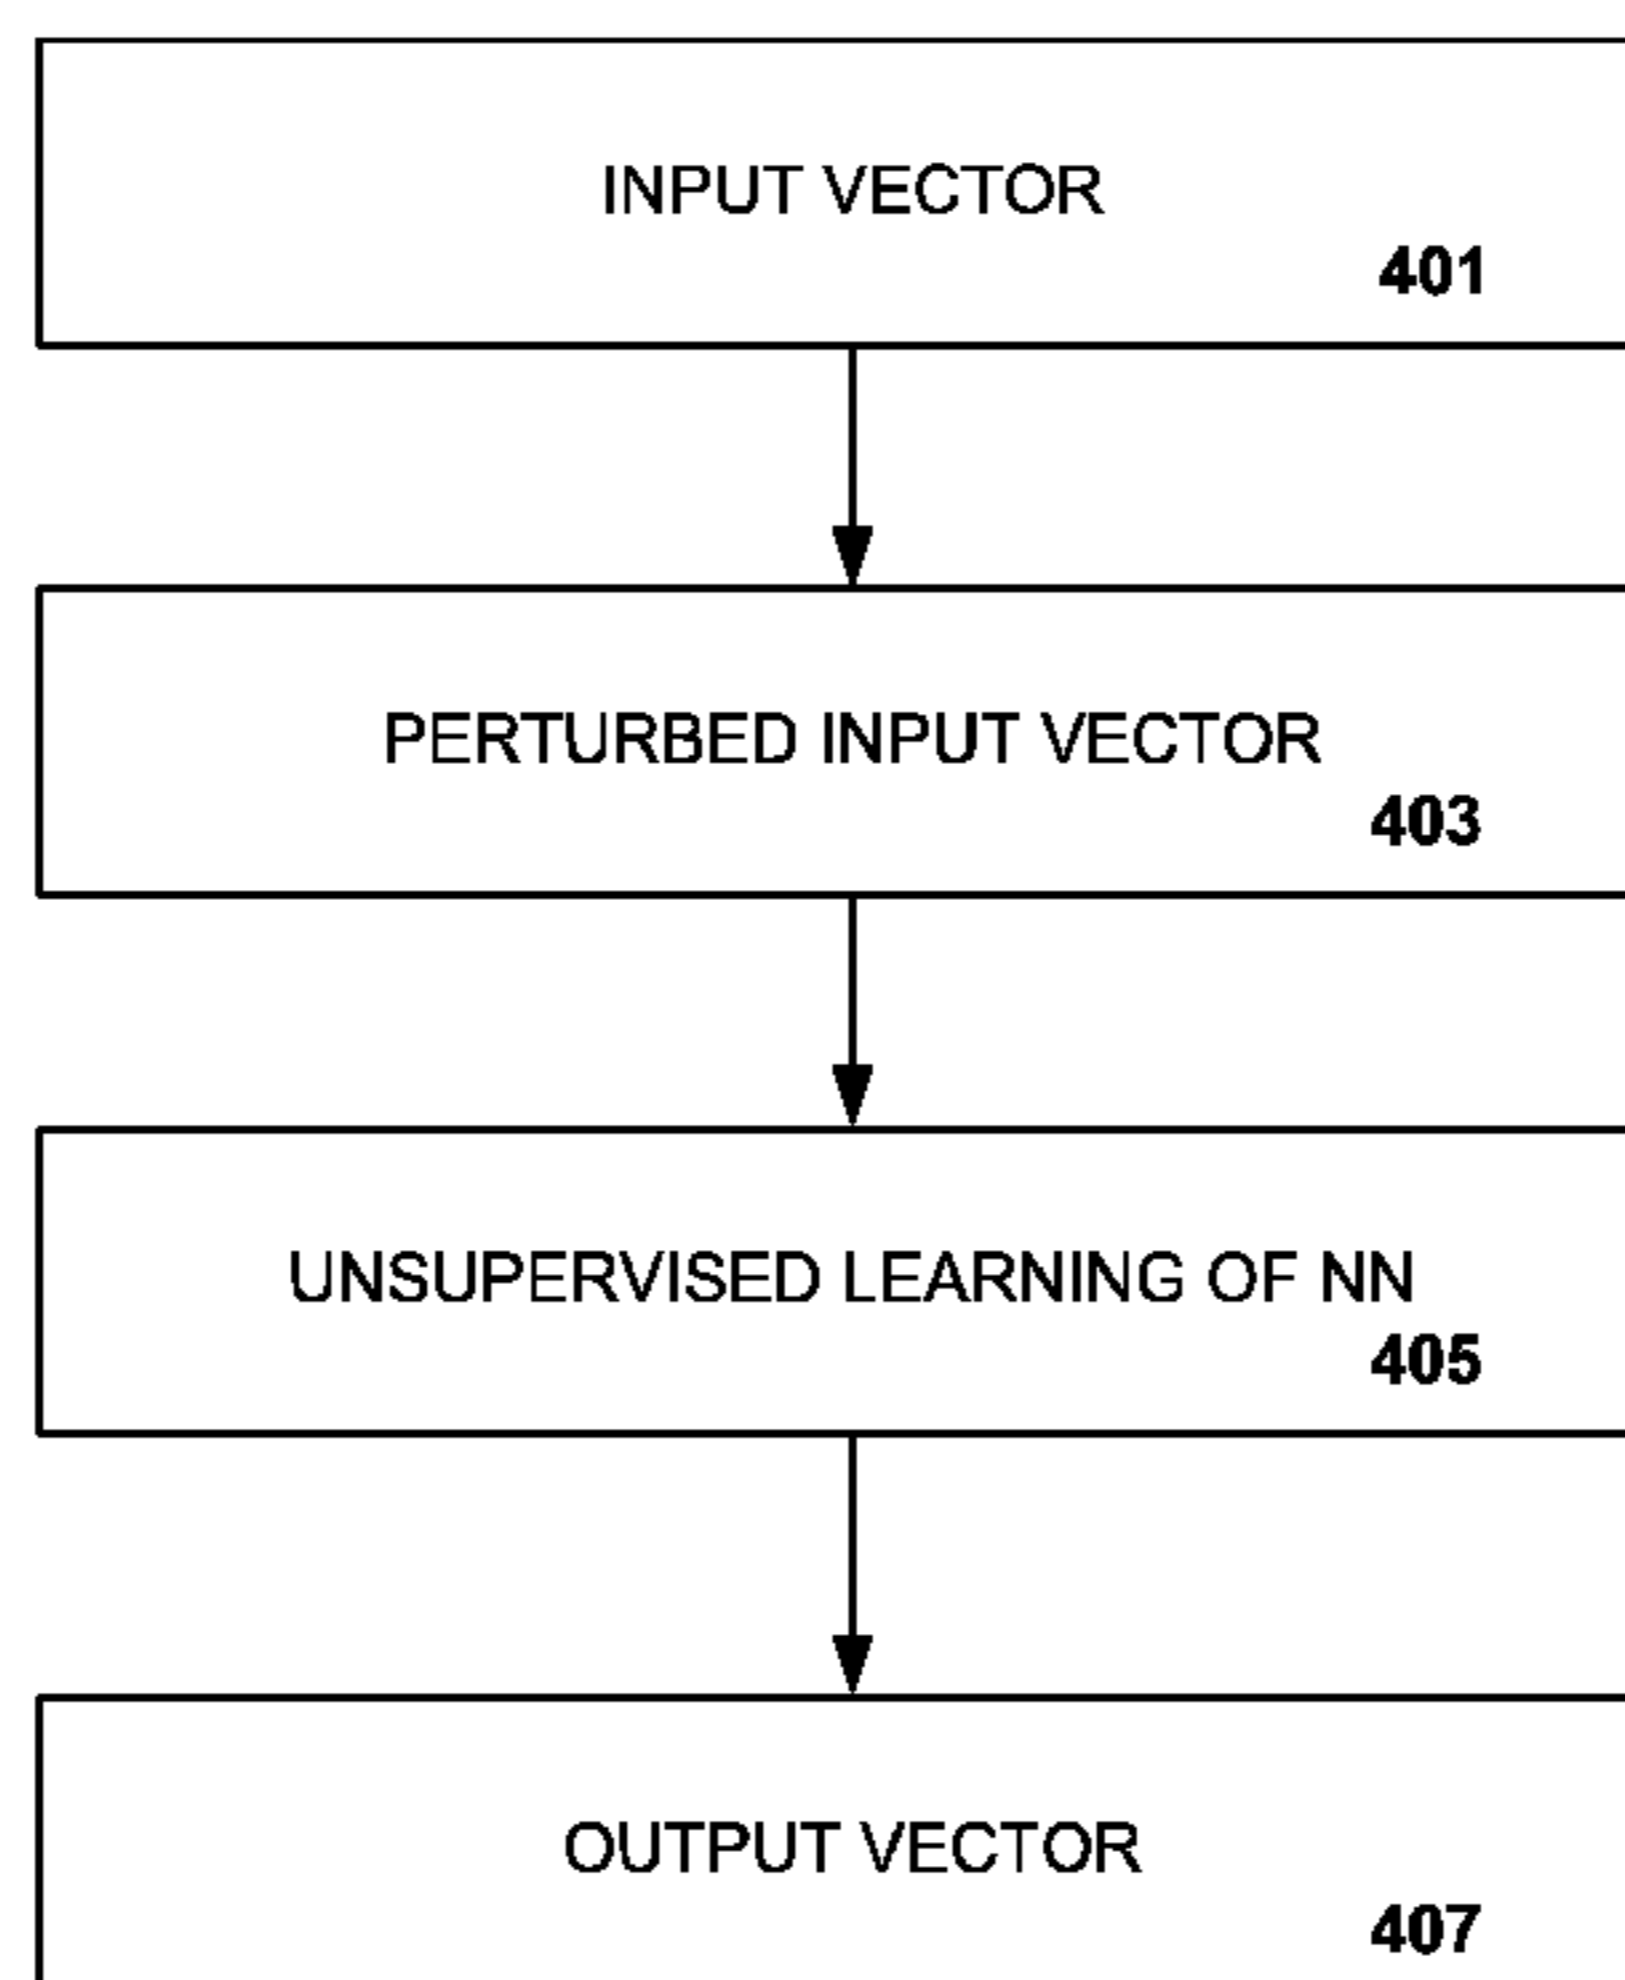 INPUT VECTOR
401
PERTURBED INPUT VECTOR
403
UNSUPERVISED LEARNING OF NN
405
OUTPUT VECTOR
407